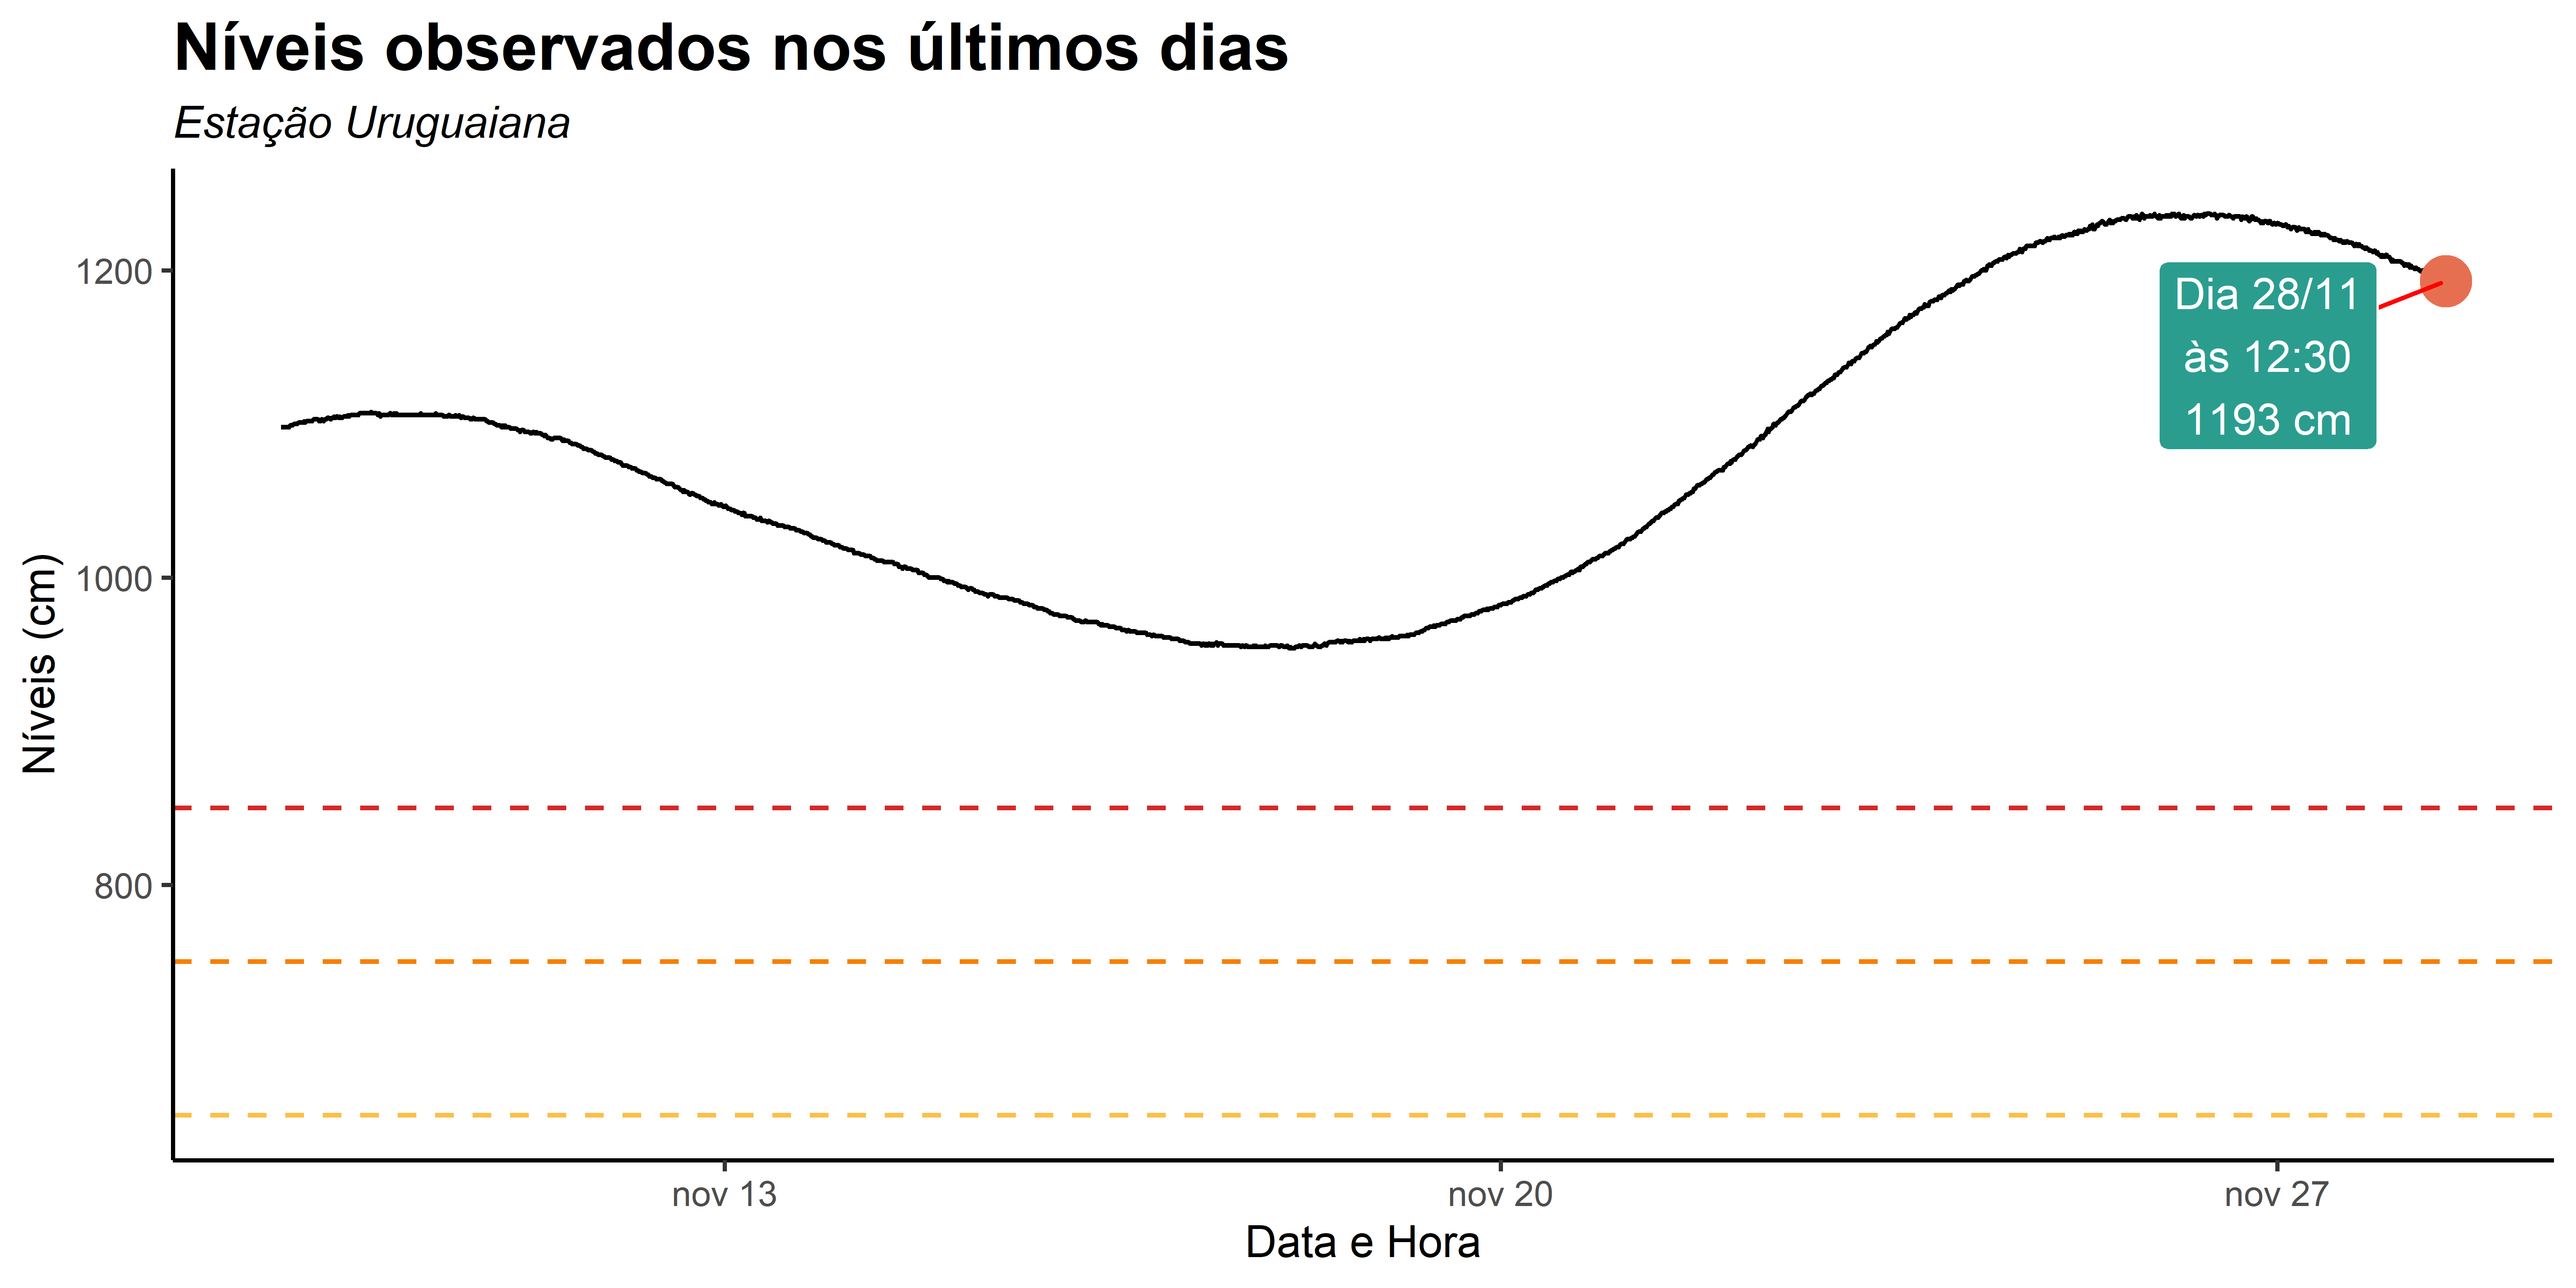 Níveis observados nos últimos dias
Estação Uruguaiana
Níveis (cm)
1200
1000
800
Dia 28/11
às 12:30
1193 cm
nov 13
nov 20
nov 27
Data e Hora